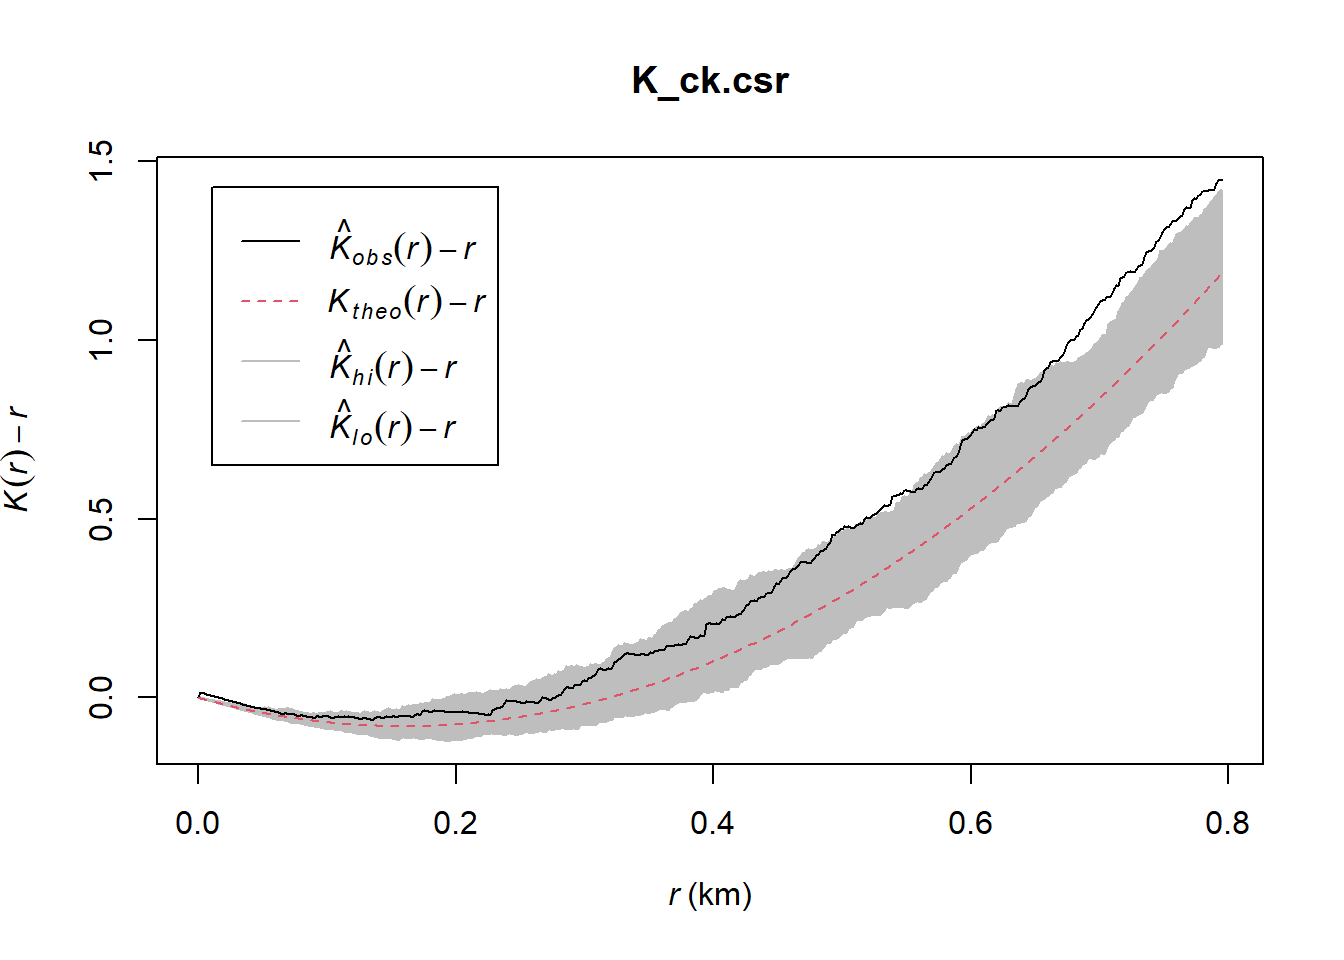 K_ck.csr
K̂obs(r) − r
Ktheo(r) − r
K̂hi(r) − r
K̂lo(r) − r
K(r) − r
1.5
1.0
0.5
0.0
0.0 0.2 0.4 0.6 0.8
r (km)